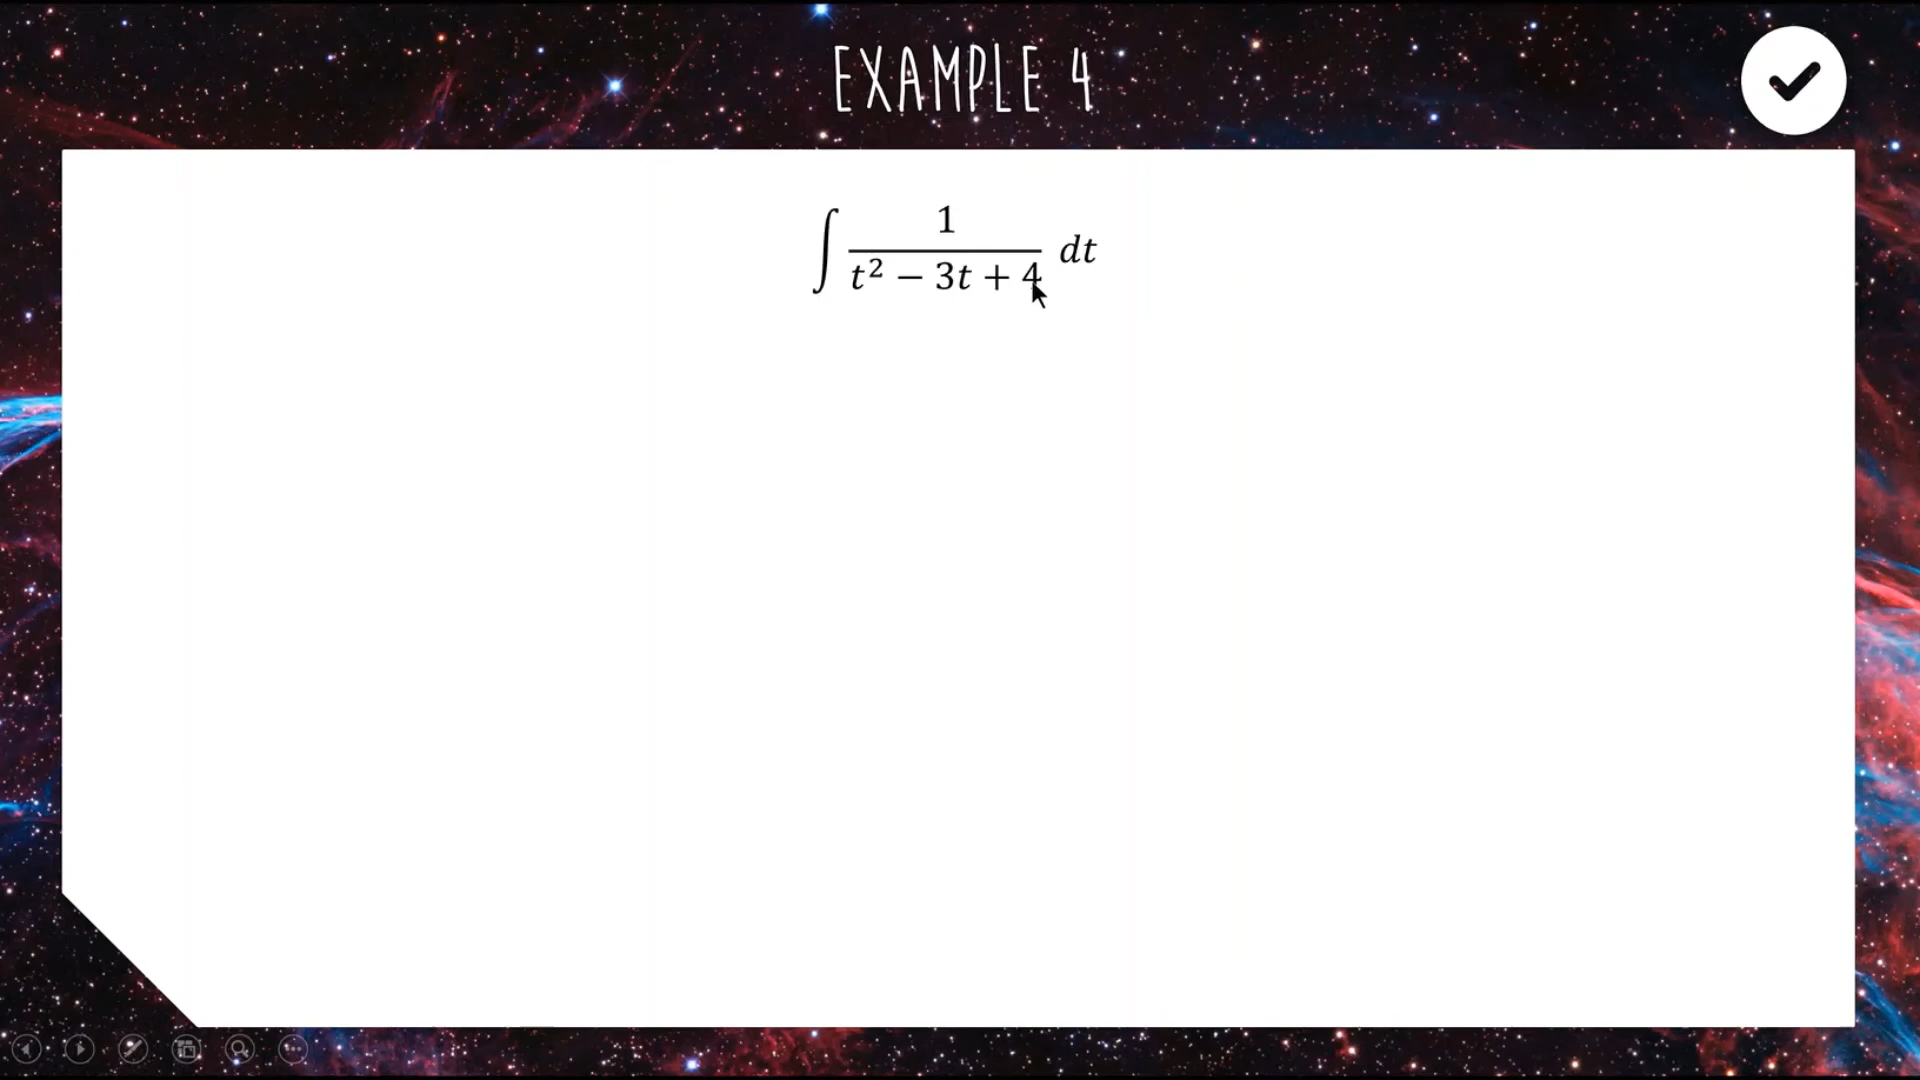 EXAMPLE 4
∫ 1/(t² − 3t + 4) dt